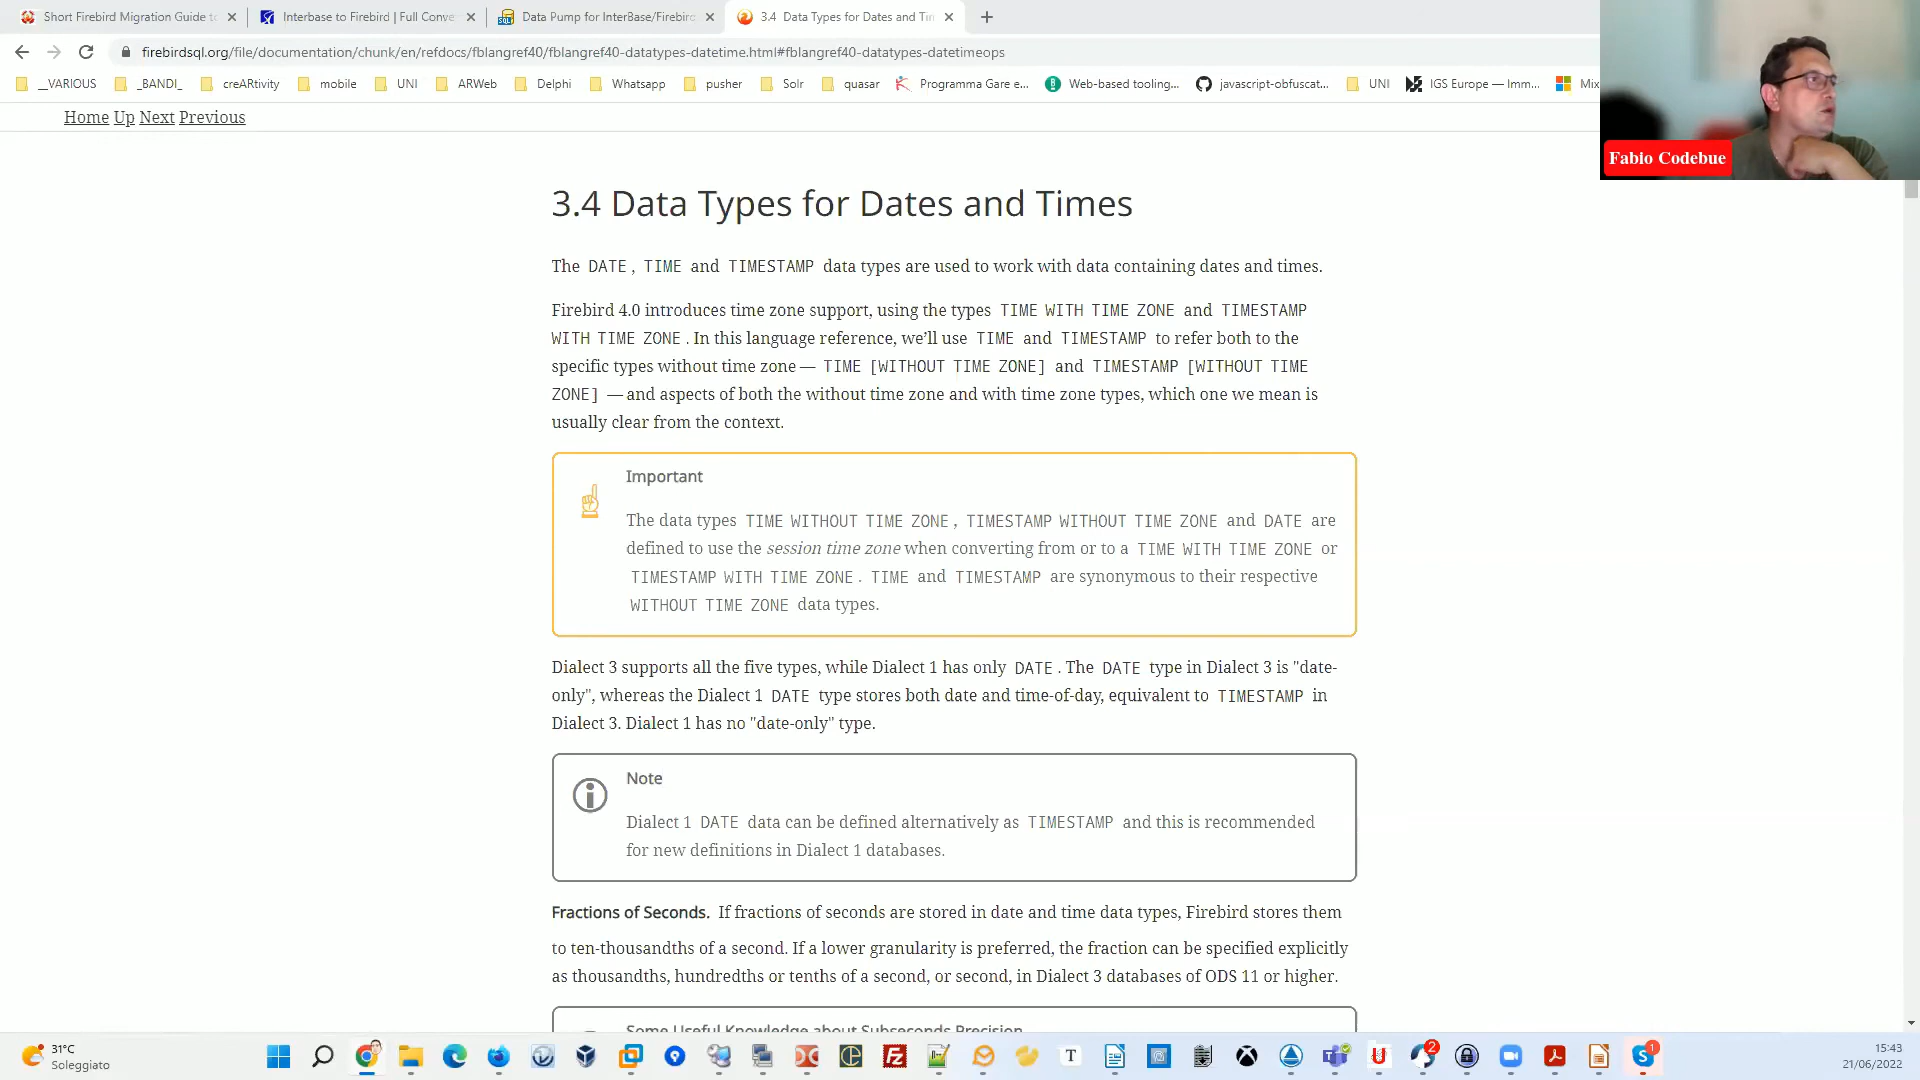 Short Firebird Migration Guide to
Interbase to Firebird | Full Conve
Data Pump for InterBase/Firebird
3.4 Data Types for Dates and Tim
firebirdsql.org/file/documentation/chunk/en/refdocs/fblangref40/fblangref40-datatypes-datetime.html#fblangref40-datatypes-datetimeops
__VARIOUS
_BANDI_
creARtivity
mobile
UNI
ARWeb
Delphi
Whatsapp
pusher
Solr
quasar
Programma Gare e...
Web-based tooling...
javascript-obfuscat...
UNI
IGS Europe — Imm...
Mix
Home Up Next Previous
Fabio Codebue
3.4 Data Types for Dates and Times
The DATE, TIME and TIMESTAMP data types are used to work with data containing dates and times.
Firebird 4.0 introduces time zone support, using the types TIME WITH TIME ZONE and TIMESTAMP
WITH TIME ZONE. In this language reference, we’ll use TIME and TIMESTAMP to refer both to the
specific types without time zone — TIME [WITHOUT TIME ZONE] and TIMESTAMP [WITHOUT TIME
ZONE] — and aspects of both the without time zone and with time zone types, which one we mean is
usually clear from the context.
Important
The data types TIME WITHOUT TIME ZONE, TIMESTAMP WITHOUT TIME ZONE and DATE are
defined to use the session time zone when converting from or to a TIME WITH TIME ZONE or
TIMESTAMP WITH TIME ZONE. TIME and TIMESTAMP are synonymous to their respective
WITHOUT TIME ZONE data types.
Dialect 3 supports all the five types, while Dialect 1 has only DATE. The DATE type in Dialect 3 is "date-
only", whereas the Dialect 1 DATE type stores both date and time-of-day, equivalent to TIMESTAMP in
Dialect 3. Dialect 1 has no "date-only" type.
Note
Dialect 1 DATE data can be defined alternatively as TIMESTAMP and this is recommended
for new definitions in Dialect 1 databases.
Fractions of Seconds. If fractions of seconds are stored in date and time data types, Firebird stores them
to ten-thousandths of a second. If a lower granularity is preferred, the fraction can be specified explicitly
as thousandths, hundredths or tenths of a second, or second, in Dialect 3 databases of ODS 11 or higher.
Some Useful Knowledge about Subseconds Precision
31°C
Soleggiato
2
1
15:43
21/06/2022